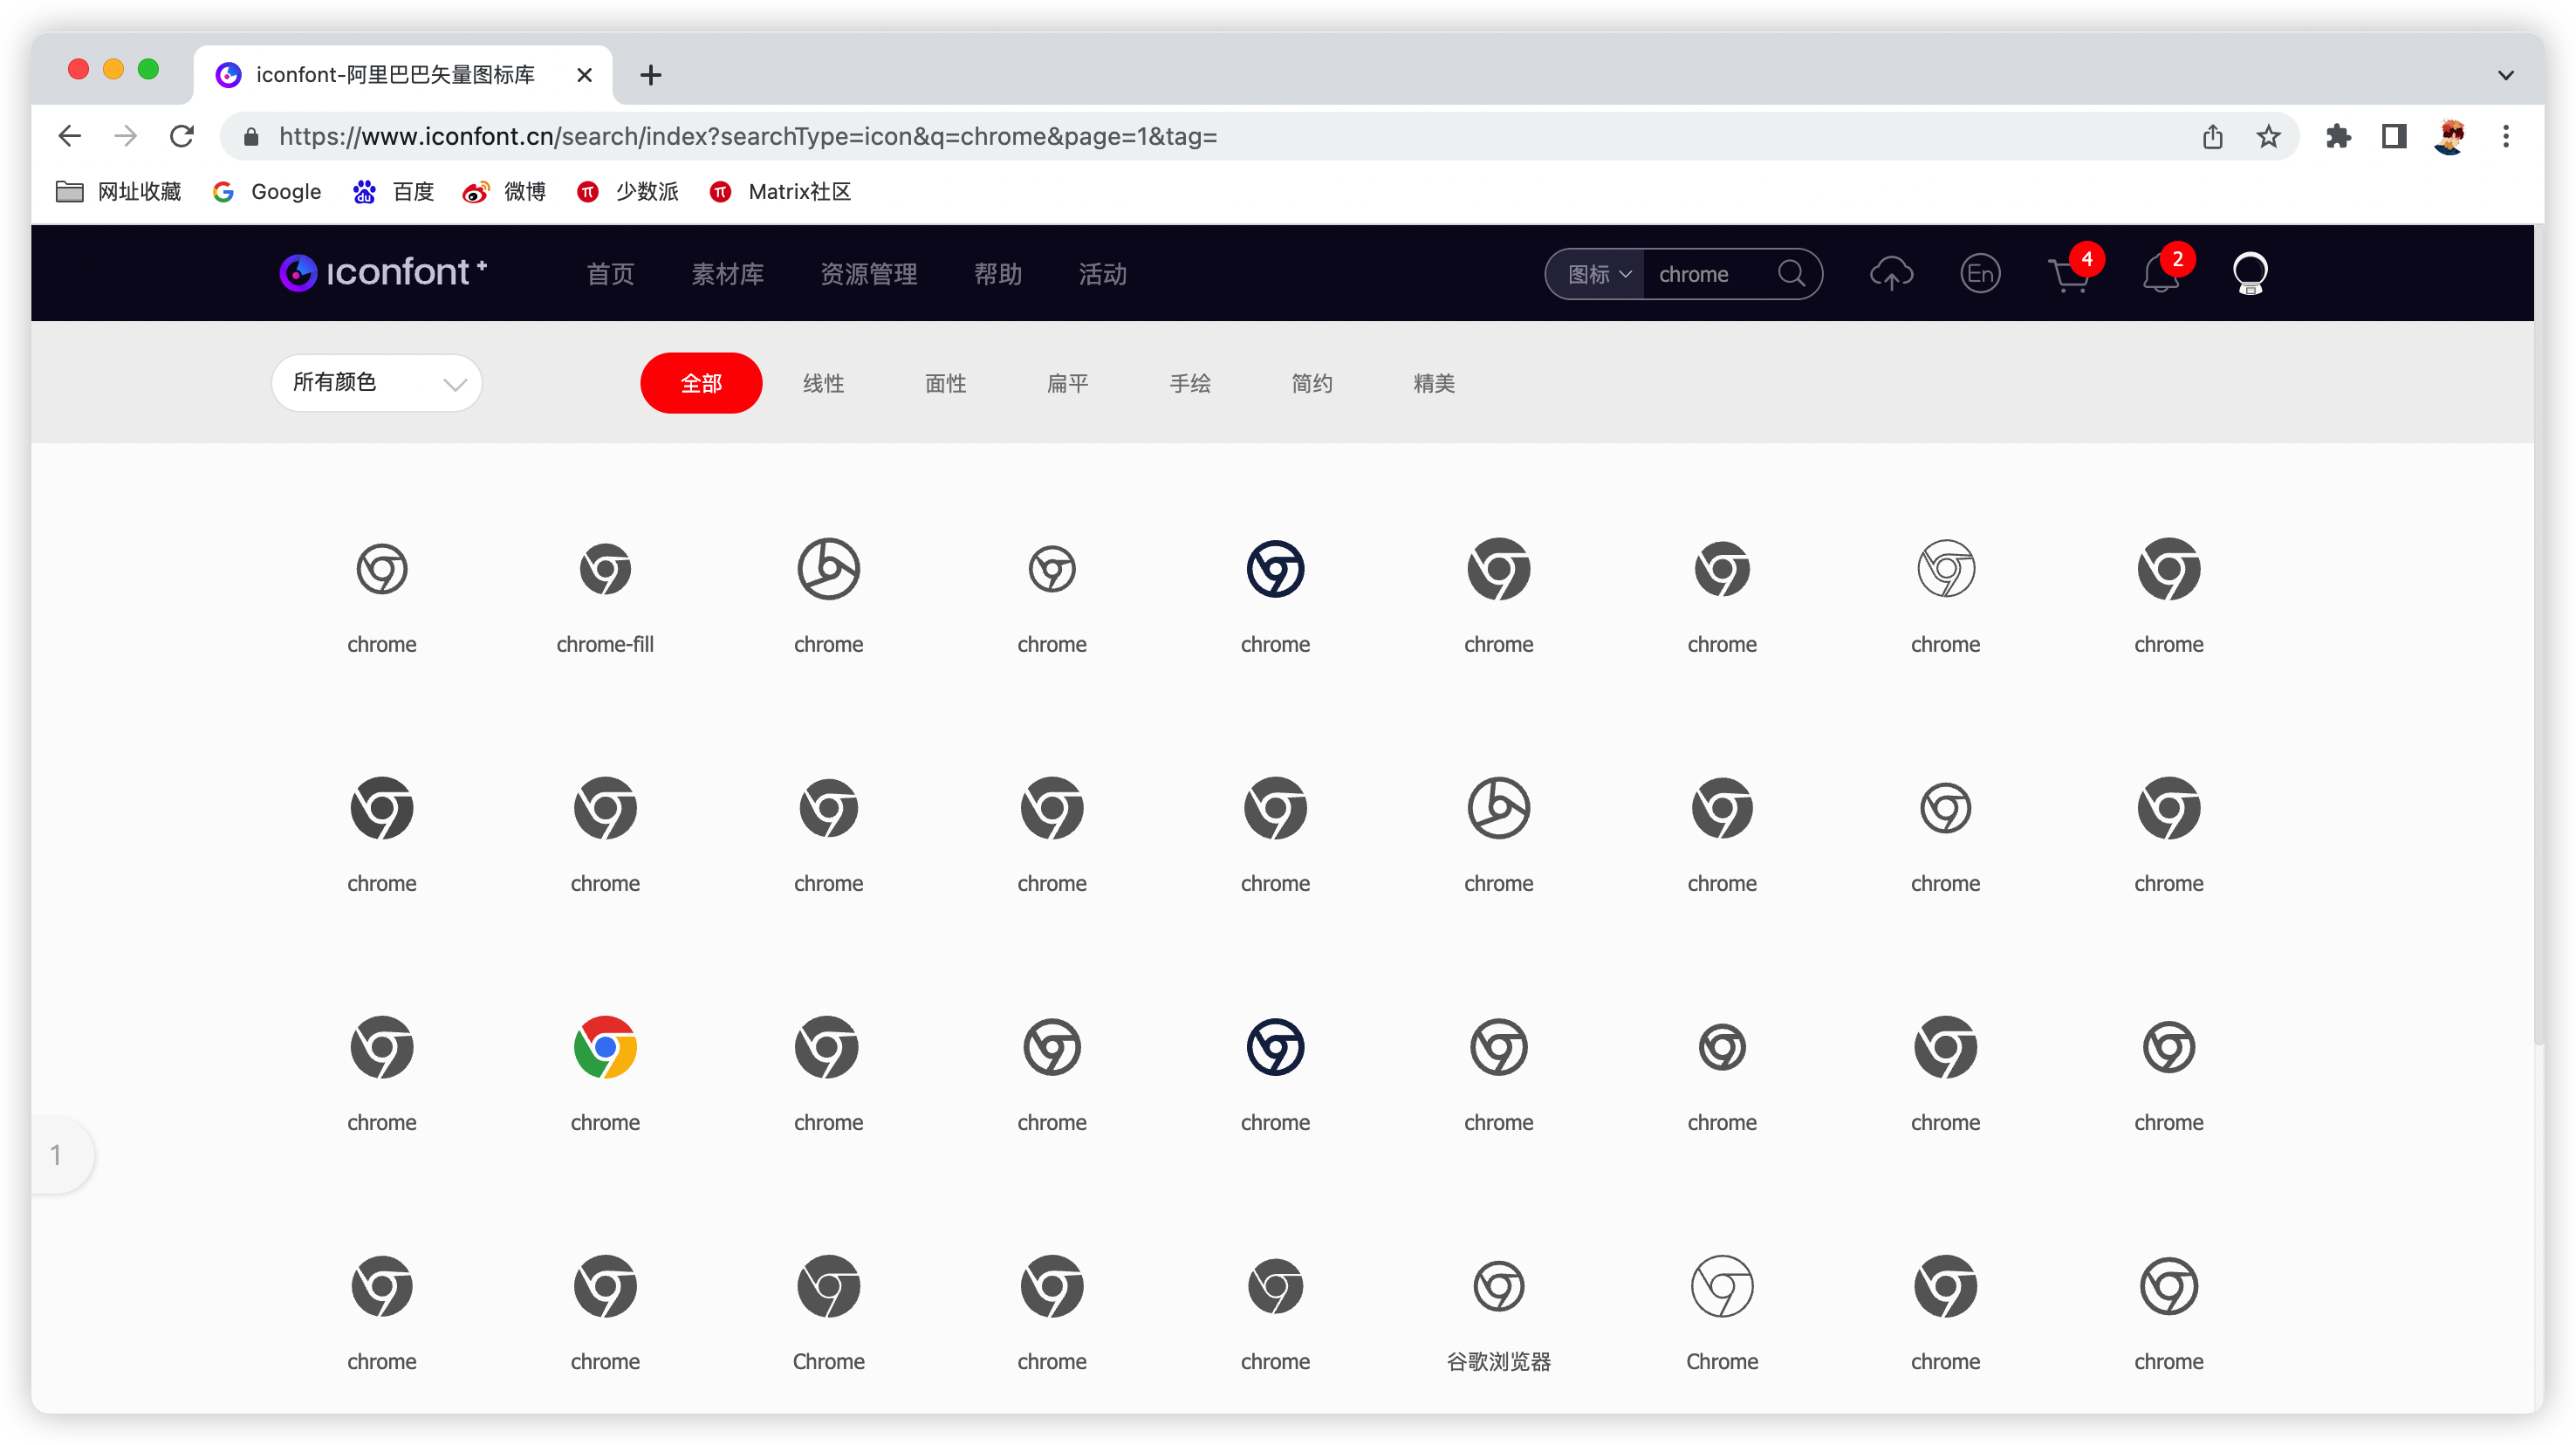 iconfont-阿里巴巴矢量图标库
https://www.iconfont.cn/search/index?searchType=icon&q=chrome&page=1&tag=
网址收藏 Google 百度 微博 少数派 Matrix社区
iconfont+ 首页 素材库 资源管理 帮助 活动 图标 chrome En 4 2
所有颜色 全部 线性 面性 扁平 手绘 简约 精美
chrome chrome-fill chrome chrome chrome chrome chrome chrome chrome
chrome chrome chrome chrome chrome chrome chrome chrome chrome
chrome chrome chrome chrome chrome chrome chrome chrome chrome
1
chrome chrome Chrome chrome chrome 谷歌浏览器 Chrome chrome chrome